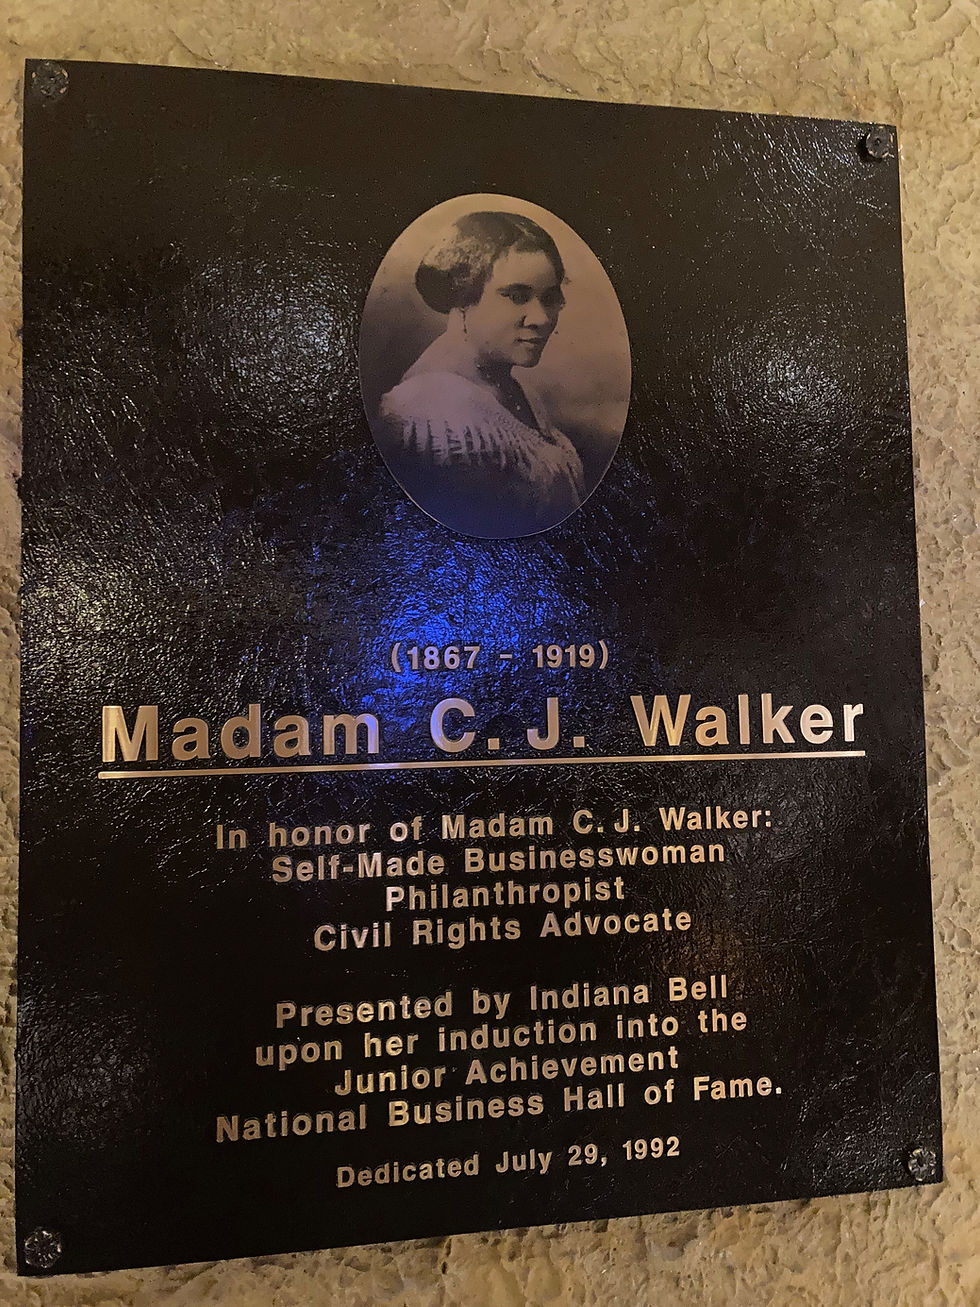 (1867 - 1919)
Madam C. J. Walker
In honor of Madam C. J. Walker:
Self-Made Businesswoman
Philanthropist
Civil Rights Advocate
Presented by Indiana Bell
upon her induction into the
Junior Achievement
National Business Hall of Fame.
Dedicated July 29, 1992